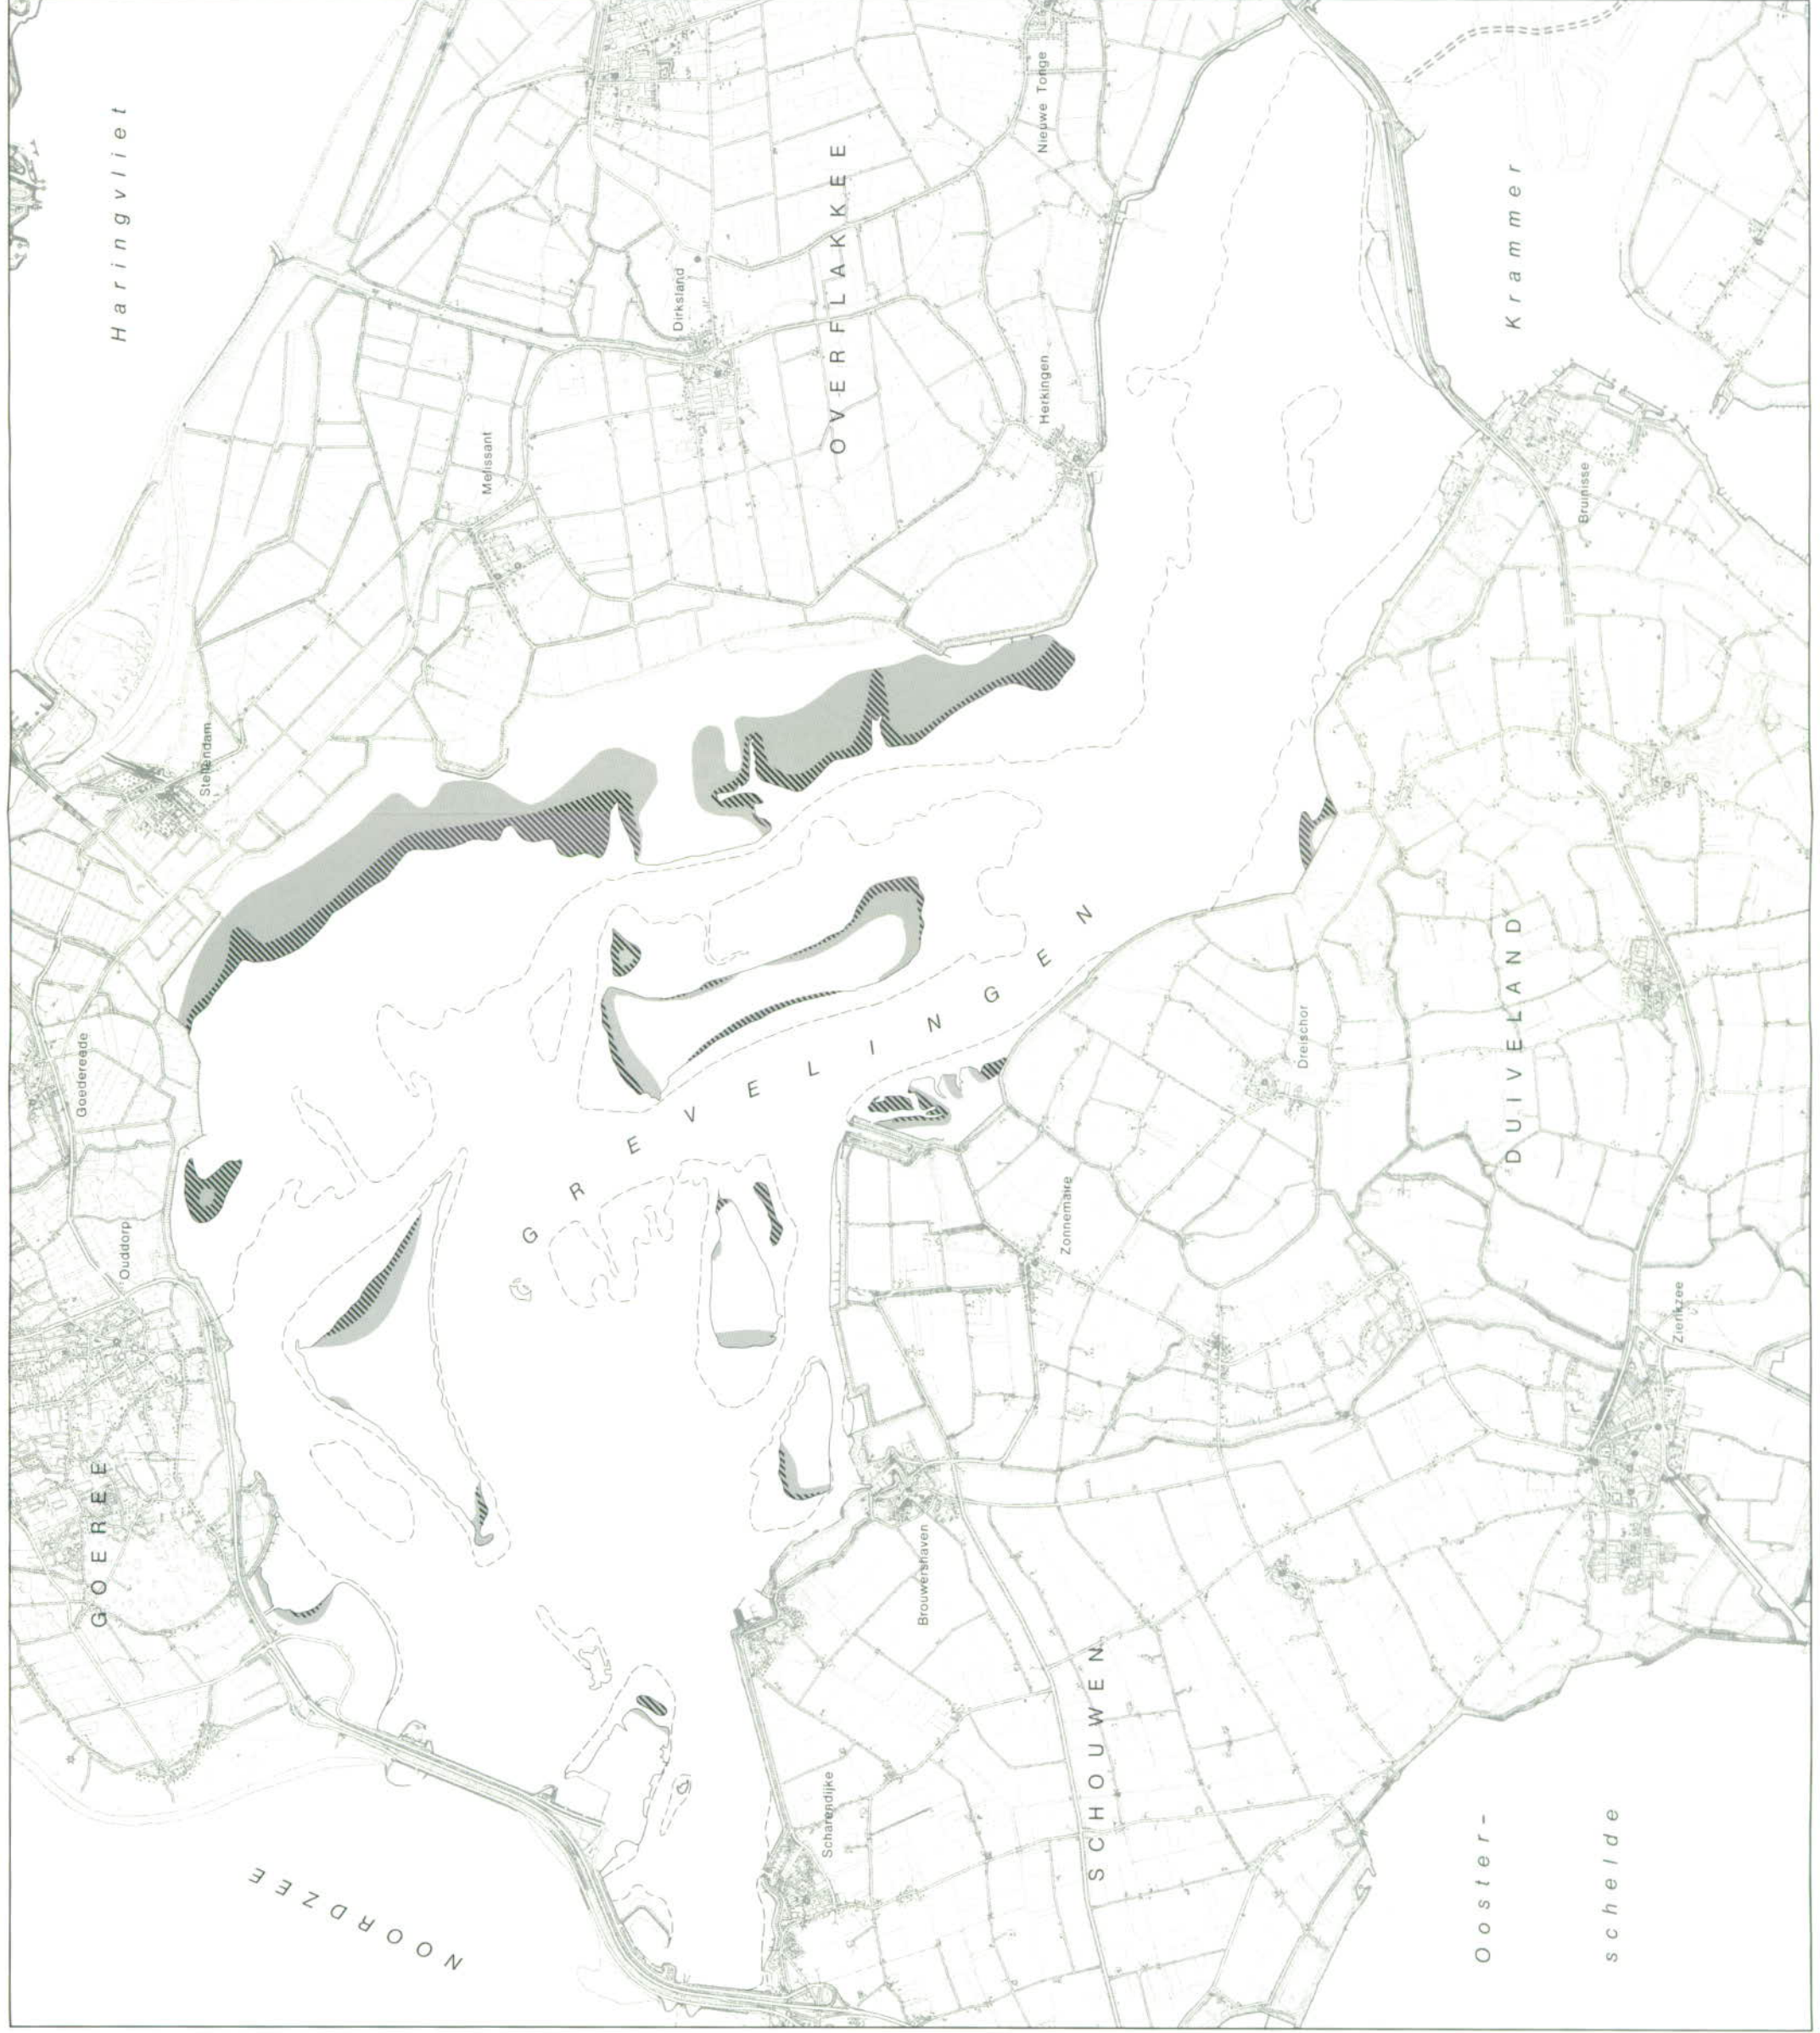 Haringvliet
Nieuwe Tonge
OVERFLAKKEE
Dirksland
Krammer
Herkingen
Melissant
Bruinisse
Stellendam
Goedereede
GREVELINGEN
Dreischor
DUIVELAND
Ouddorp
Zonnemaire
Zierikzee
GOEREE
Brouwershaven
SCHOUWEN
Scharendijke
NOORDZEE
Ooster-
schelde